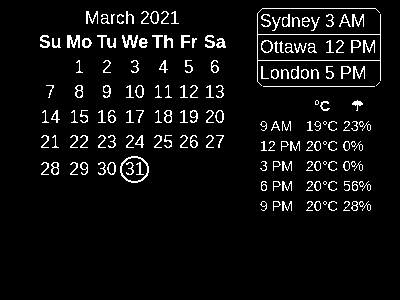 March 2021
Su Mo Tu We Th Fr Sa
1 2 3 4 5 6
7 8 9 10 11 12 13
14 15 16 17 18 19 20
21 22 23 24 25 26 27
28 29 30 31
Sydney 3 AM
Ottawa 12 PM
London 5 PM
°C
9 AM 19°C 23%
12 PM 20°C 0%
3 PM 20°C 0%
6 PM 20°C 56%
9 PM 20°C 28%